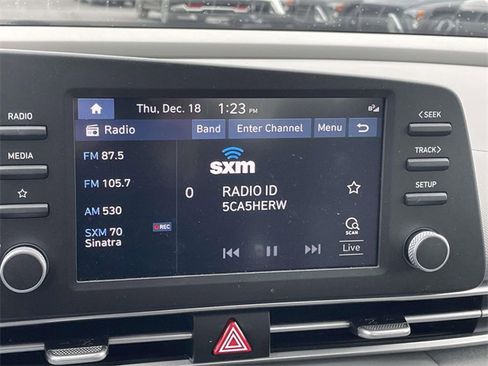 Thu, Dec. 18 1:23 PM
Radio Band Enter Channel Menu
RADIO
MEDIA
FM 87.5
FM 105.7
AM 530
SXM 70 REC
Sinatra
sxm
0 RADIO ID
5CA5HERW
SCAN
Live
<SEEK
TRACK>
SETUP